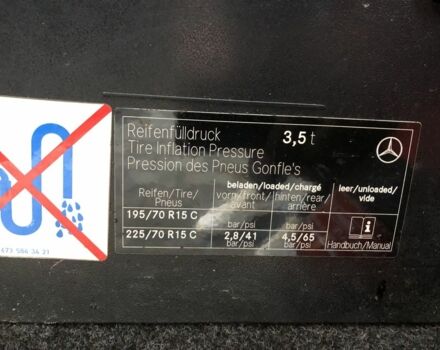 Reifenfülldruck 3,5 t
Tire Inflation Pressure
Pression des Pneus Gonfle's
beladen/loaded/chargé leer/unloaded/
Reifen/Tire/ vorn/front/ hinten/rear/ vide
Pneus avant arrière
195/70 R15 C bar/psi bar/psi
225/70 R15 C 2,8/41 4,5/65
bar/psi bar/psi Handbuch/Manual